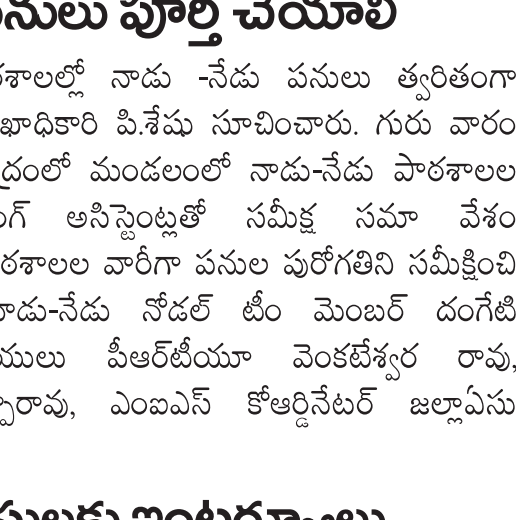 పనులు పూర్తి చేయాలి
శాలల్లో నాడు -నేడు పనులు త్వరితంగా
ఖాధికారి పి.శేషు సూచించారు. గురు వారం
ద్రంలో మండలంలో నాడు-నేడు పాఠశాలల
ంగ్ అసిస్టెంట్లతో సమీక్ష సమా వేశం
ఠశాలల వారీగా పనుల పురోగతిని సమీక్షించి
నాడు-నేడు నోడల్ టీం మెంబర్ దంగేటి
యులు పీఆర్‌టీయూ వెంకటేశ్వర రావు,
ప్పారావు, ఎంఐఎస్ కోఆర్డినేటర్ జల్లాఏసు